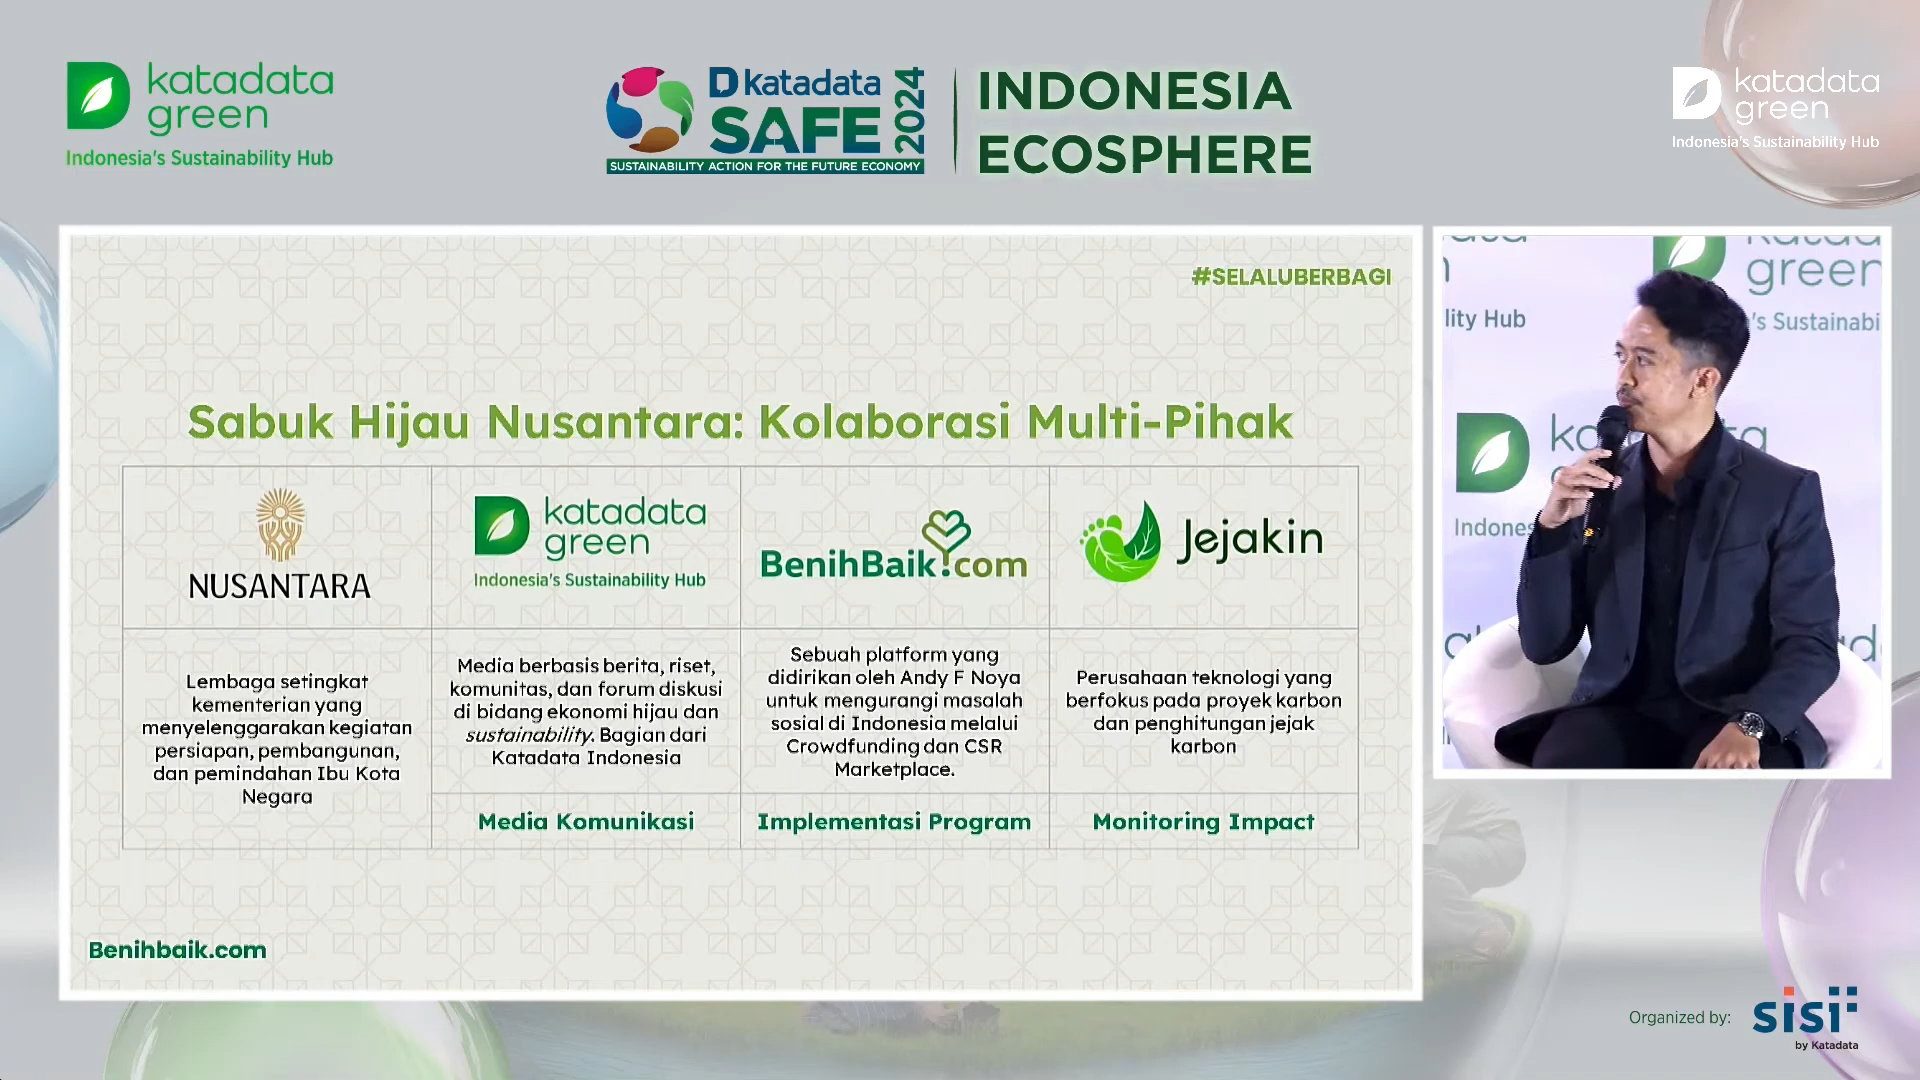 katadata
green
Indonesia's Sustainability Hub
katadata
SAFE
2024
SUSTAINABILITY ACTION FOR THE FUTURE ECONOMY
INDONESIA
ECOSPHERE
katadata
green
Indonesia's Sustainability Hub
#SELALUBERBAGI
Sabuk Hijau Nusantara: Kolaborasi Multi-Pihak
NUSANTARA
katadata
green
Indonesia's Sustainability Hub
BenihBaik.com
Jejakin
Lembaga setingkat
kementerian yang
menyelenggarakan kegiatan
persiapan, pembangunan,
dan pemindahan Ibu Kota
Negara
Media berbasis berita, riset,
komunitas, dan forum diskusi
di bidang ekonomi hijau dan
sustainability. Bagian dari
Katadata Indonesia
Media Komunikasi
Sebuah platform yang
didirikan oleh Andy F Noya
untuk mengurangi masalah
sosial di Indonesia melalui
Crowdfunding dan CSR
Marketplace.
Implementasi Program
Perusahaan teknologi yang
berfokus pada proyek karbon
dan penghitungan jejak
karbon
Monitoring Impact
Benihbaik.com
green
lity Hub
's Sustainabi
Indones
Organized by:
sisi
by Katadata